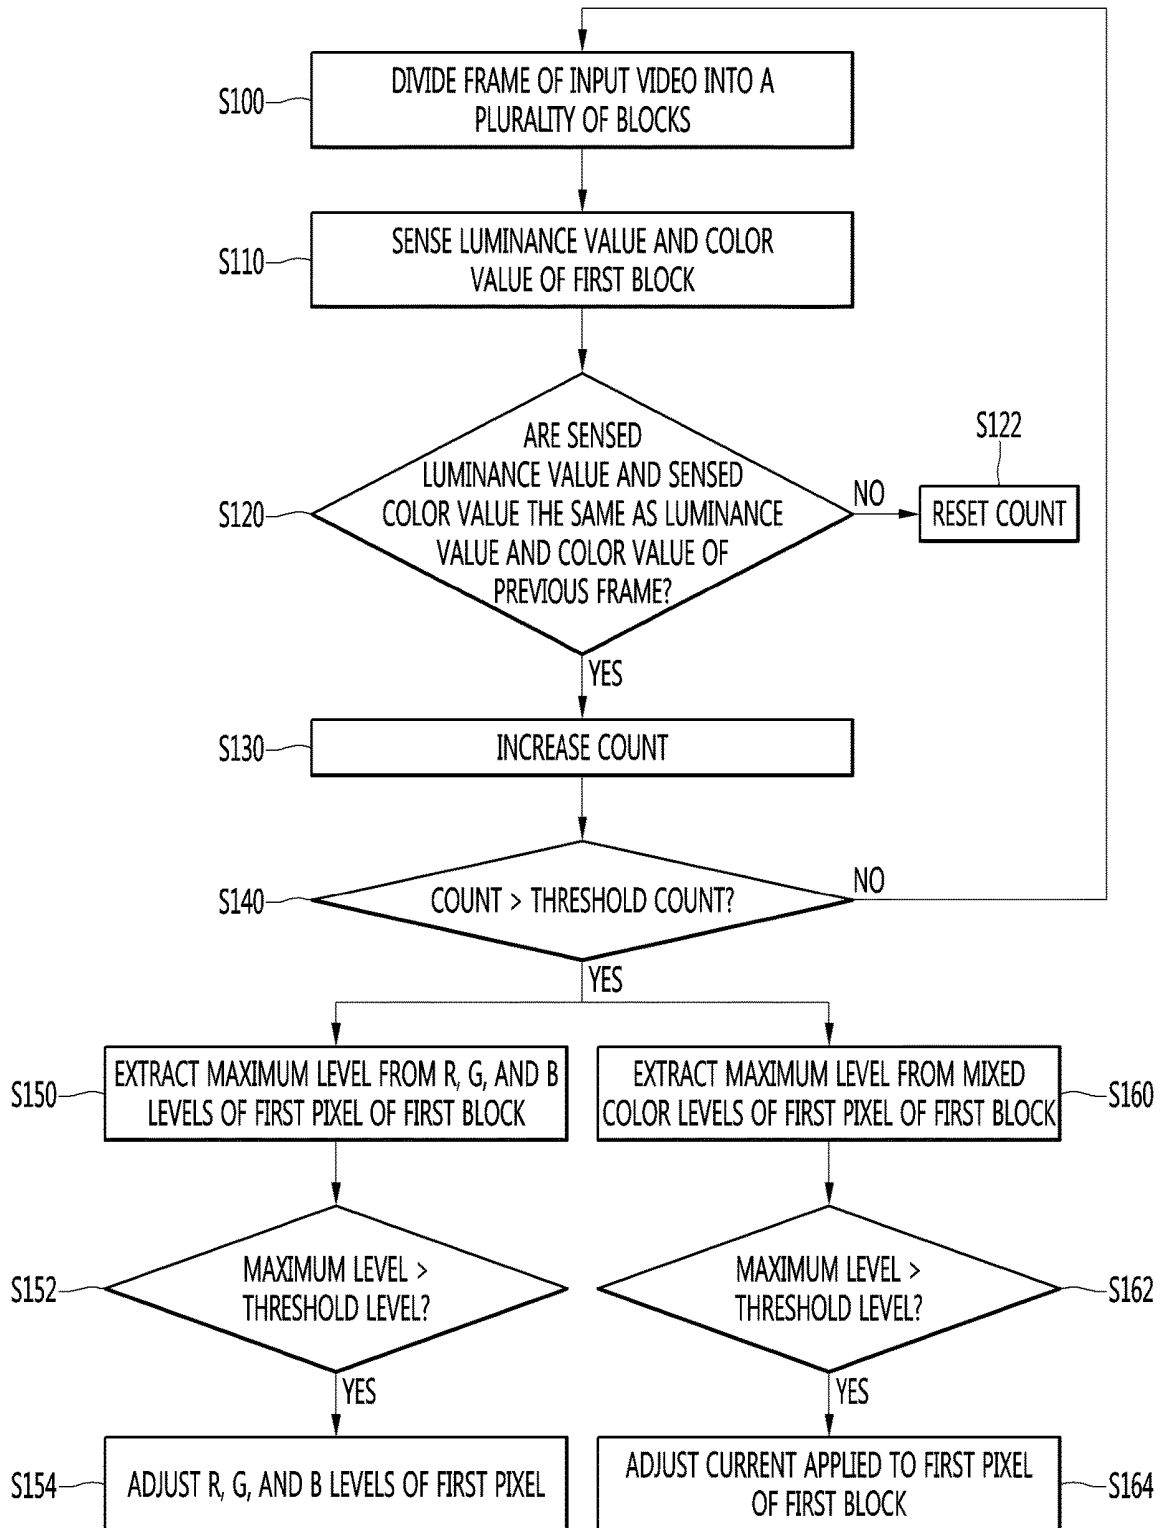 S100
DIVIDE FRAME OF INPUT VIDEO INTO A
PLURALITY OF BLOCKS
S110
SENSE LUMINANCE VALUE AND COLOR
VALUE OF FIRST BLOCK
S120
ARE SENSED
LUMINANCE VALUE AND SENSED
COLOR VALUE THE SAME AS LUMINANCE
VALUE AND COLOR VALUE OF
PREVIOUS FRAME?
NO
S122
RESET COUNT
YES
S130
INCREASE COUNT
S140
COUNT > THRESHOLD COUNT?
NO
YES
S150
EXTRACT MAXIMUM LEVEL FROM R, G, AND B
LEVELS OF FIRST PIXEL OF FIRST BLOCK
EXTRACT MAXIMUM LEVEL FROM MIXED
COLOR LEVELS OF FIRST PIXEL OF FIRST BLOCK
S160
S152
MAXIMUM LEVEL >
THRESHOLD LEVEL?
MAXIMUM LEVEL >
THRESHOLD LEVEL?
S162
YES
YES
S154
ADJUST R, G, AND B LEVELS OF FIRST PIXEL
ADJUST CURRENT APPLIED TO FIRST PIXEL
OF FIRST BLOCK
S164